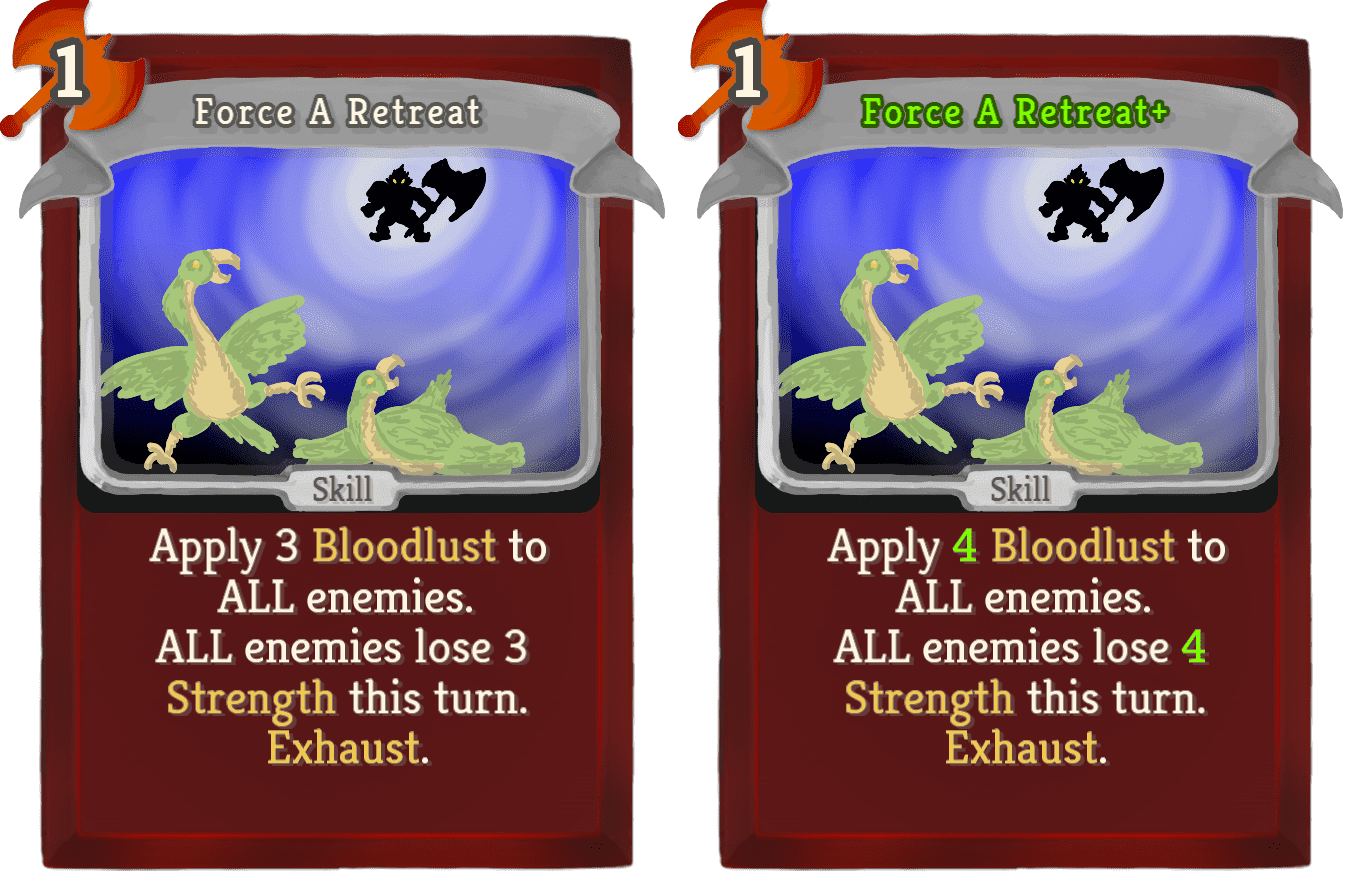 1
Force A Retreat
Skill
Apply 3 Bloodlust to
ALL enemies.
ALL enemies lose 3
Strength this turn.
Exhaust.
1
Force A Retreat+
Skill
Apply 4 Bloodlust to
ALL enemies.
ALL enemies lose 4
Strength this turn.
Exhaust.